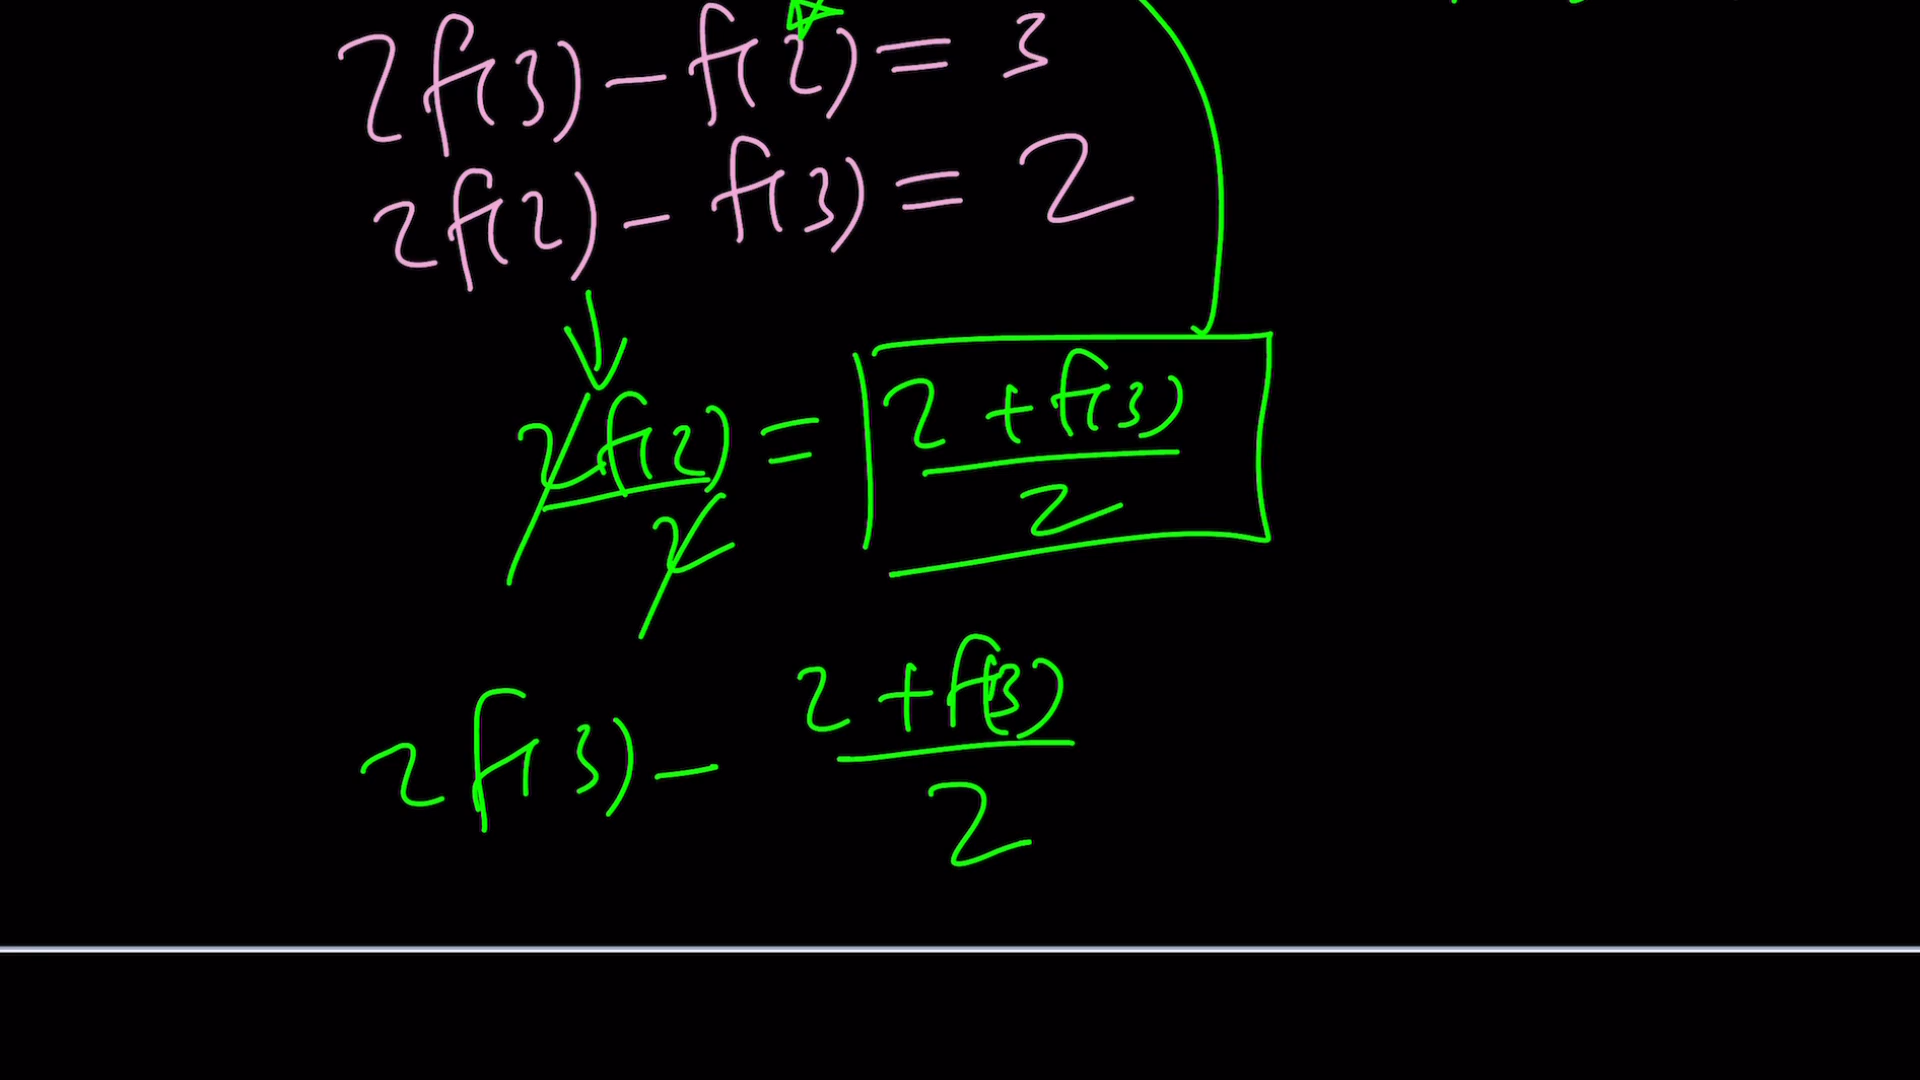 2f(3) - f(2) = 3
2f(2) - f(3) = 2
2f(2)/2 = (2 + f(3))/2
2f(3) - (2 + f(3))/2